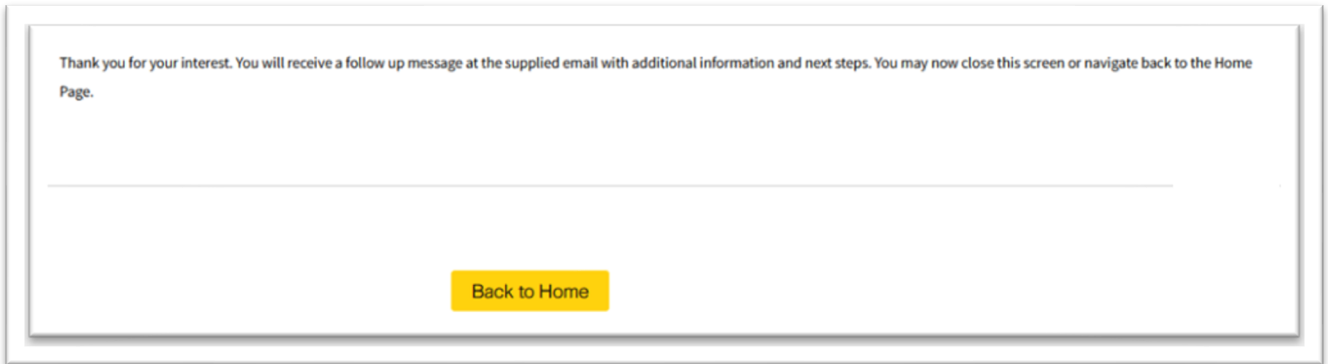 Thank you for your interest. You will receive a follow up message at the supplied email with additional information and next steps. You may now close this screen or navigate back to the Home
Page.
Back to Home